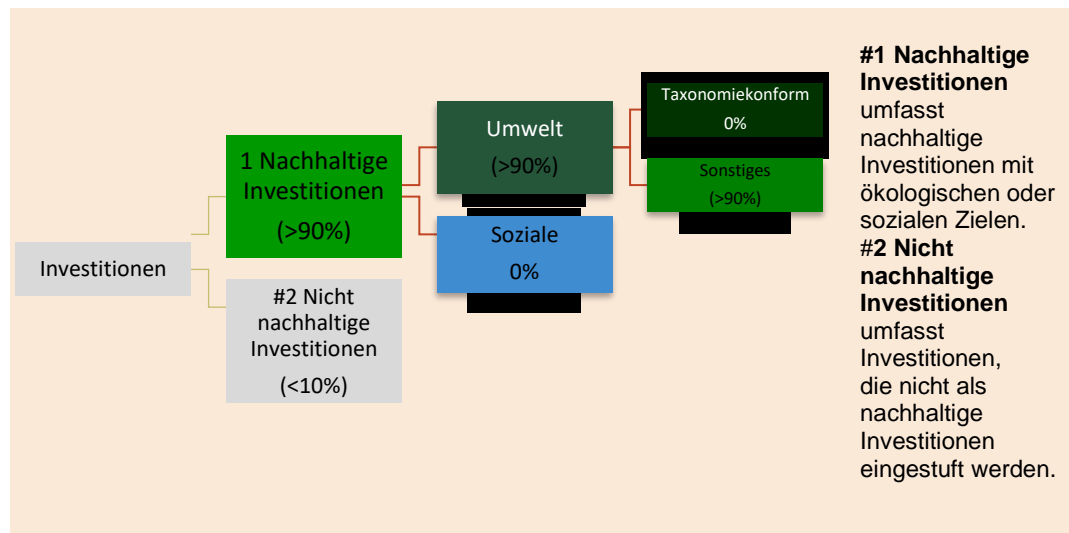 Investitionen
1 Nachhaltige
Investitionen
(>90%)
#2 Nicht
nachhaltige
Investitionen
(<10%)
Umwelt
(>90%)
Soziale
0%
Taxonomiekonform
0%
Sonstiges
(>90%)
#1 Nachhaltige
Investitionen
umfasst
nachhaltige
Investitionen mit
ökologischen oder
sozialen Zielen.
#2 Nicht
nachhaltige
Investitionen
umfasst
Investitionen,
die nicht als
nachhaltige
Investitionen
eingestuft werden.